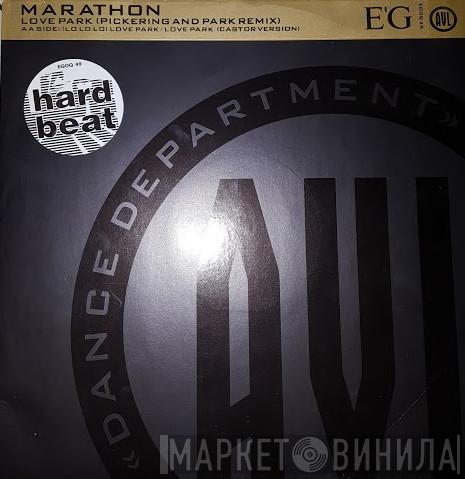 MARATHON
LOVE PARK (PICKERING AND PARK REMIX)
AA SIDE: (LO LO LO) LOVE PARK / LOVE PARK (CASTOR VERSION)
E'G
AVL
EGOQ 49
hard
beat
«DANCE DEPARTMENT»
AVL
МАРКЕТ ВИНИЛА